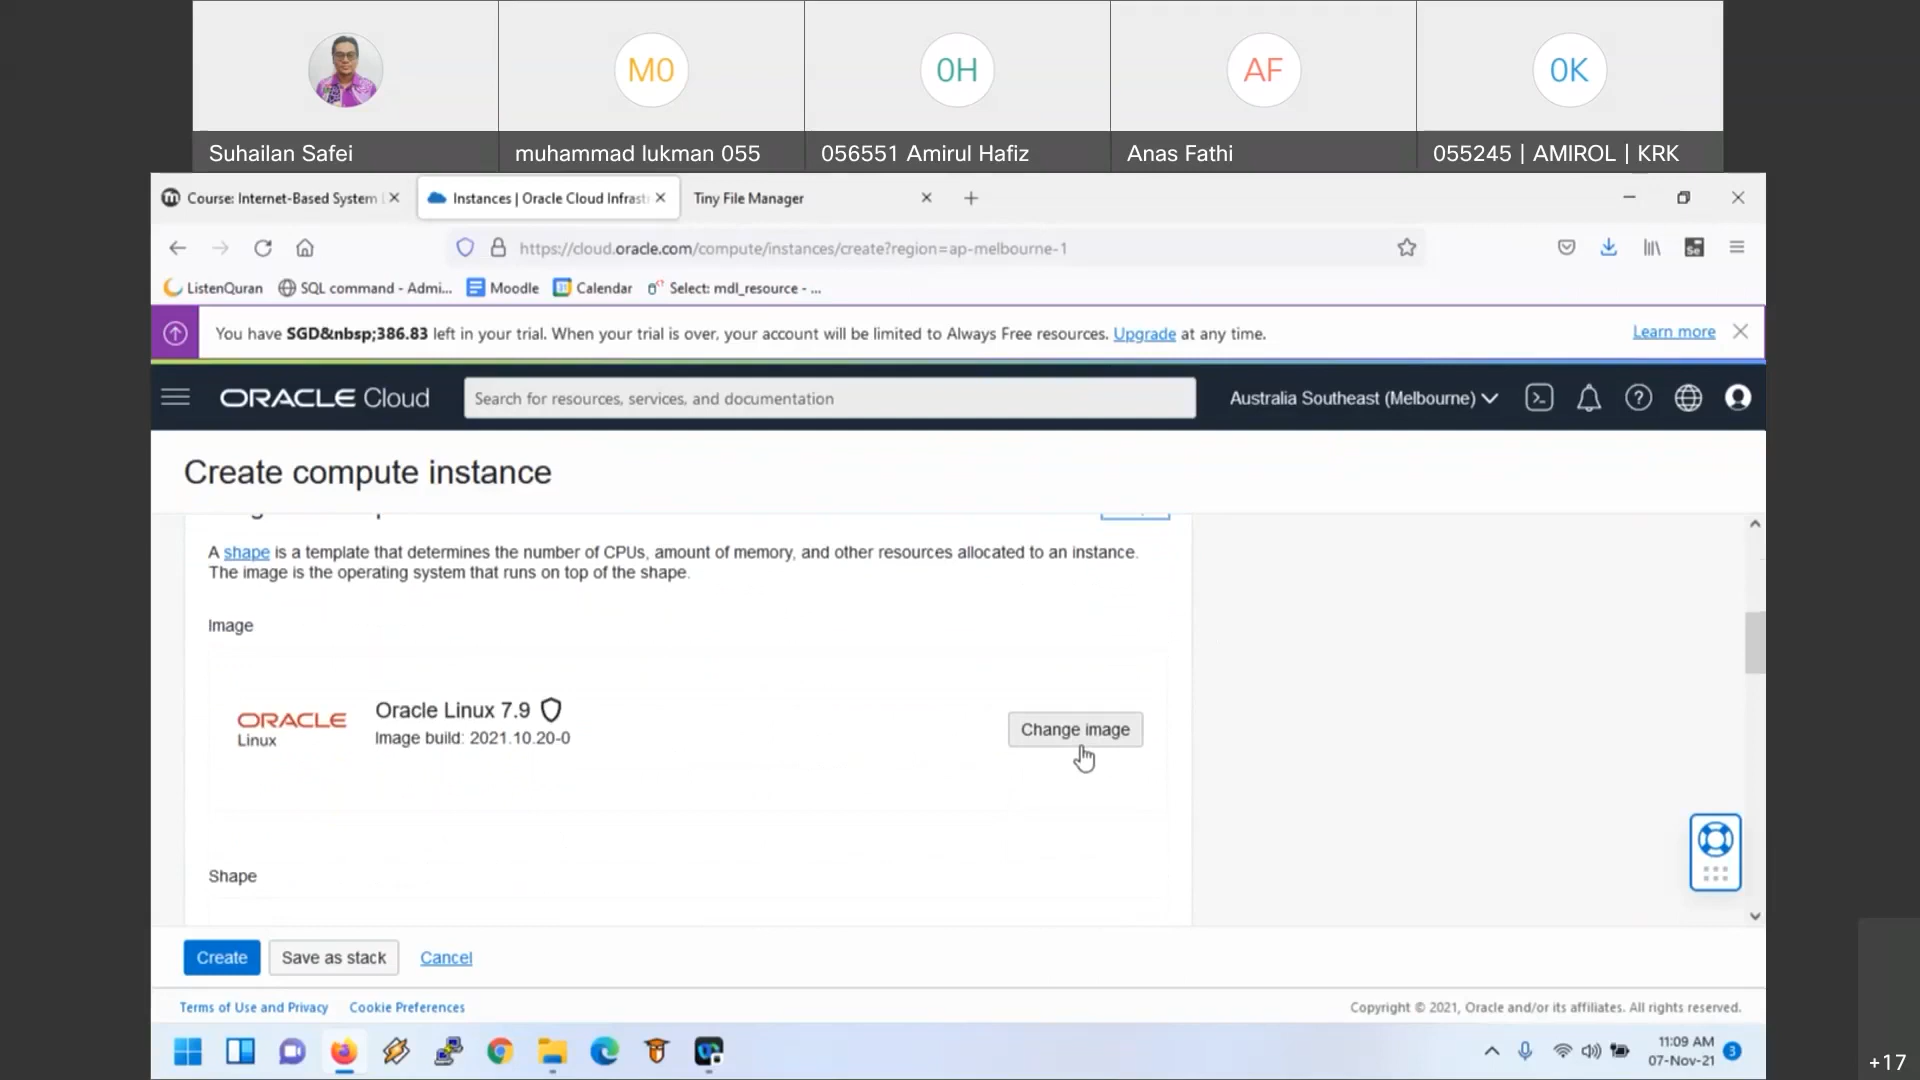 MO
OH
AF
OK
Suhailan Safei
muhammad lukman 055
056551 Amirul Hafiz
Anas Fathi
055245 | AMIROL | KRK
Course: Internet-Based System
Instances | Oracle Cloud Infrast
Tiny File Manager
https://cloud.oracle.com/compute/instances/create?region=ap-melbourne-1
ListenQuran
SQL command - Admi...
Moodle
Calendar
Select: mdl_resource - ...
You have SGD&nbsp;386.83 left in your trial. When your trial is over, your account will be limited to Always Free resources. Upgrade at any time.
Learn more
ORACLE Cloud
Search for resources, services, and documentation
Australia Southeast (Melbourne)
Create compute instance
A shape is a template that determines the number of CPUs, amount of memory, and other resources allocated to an instance.
The image is the operating system that runs on top of the shape.
Image
ORACLE
Linux
Oracle Linux 7.9
Image build: 2021.10.20-0
Change image
Shape
Create
Save as stack
Cancel
Terms of Use and Privacy
Cookie Preferences
Copyright © 2021, Oracle and/or its affiliates. All rights reserved.
11:09 AM
07-Nov-21
3
+17